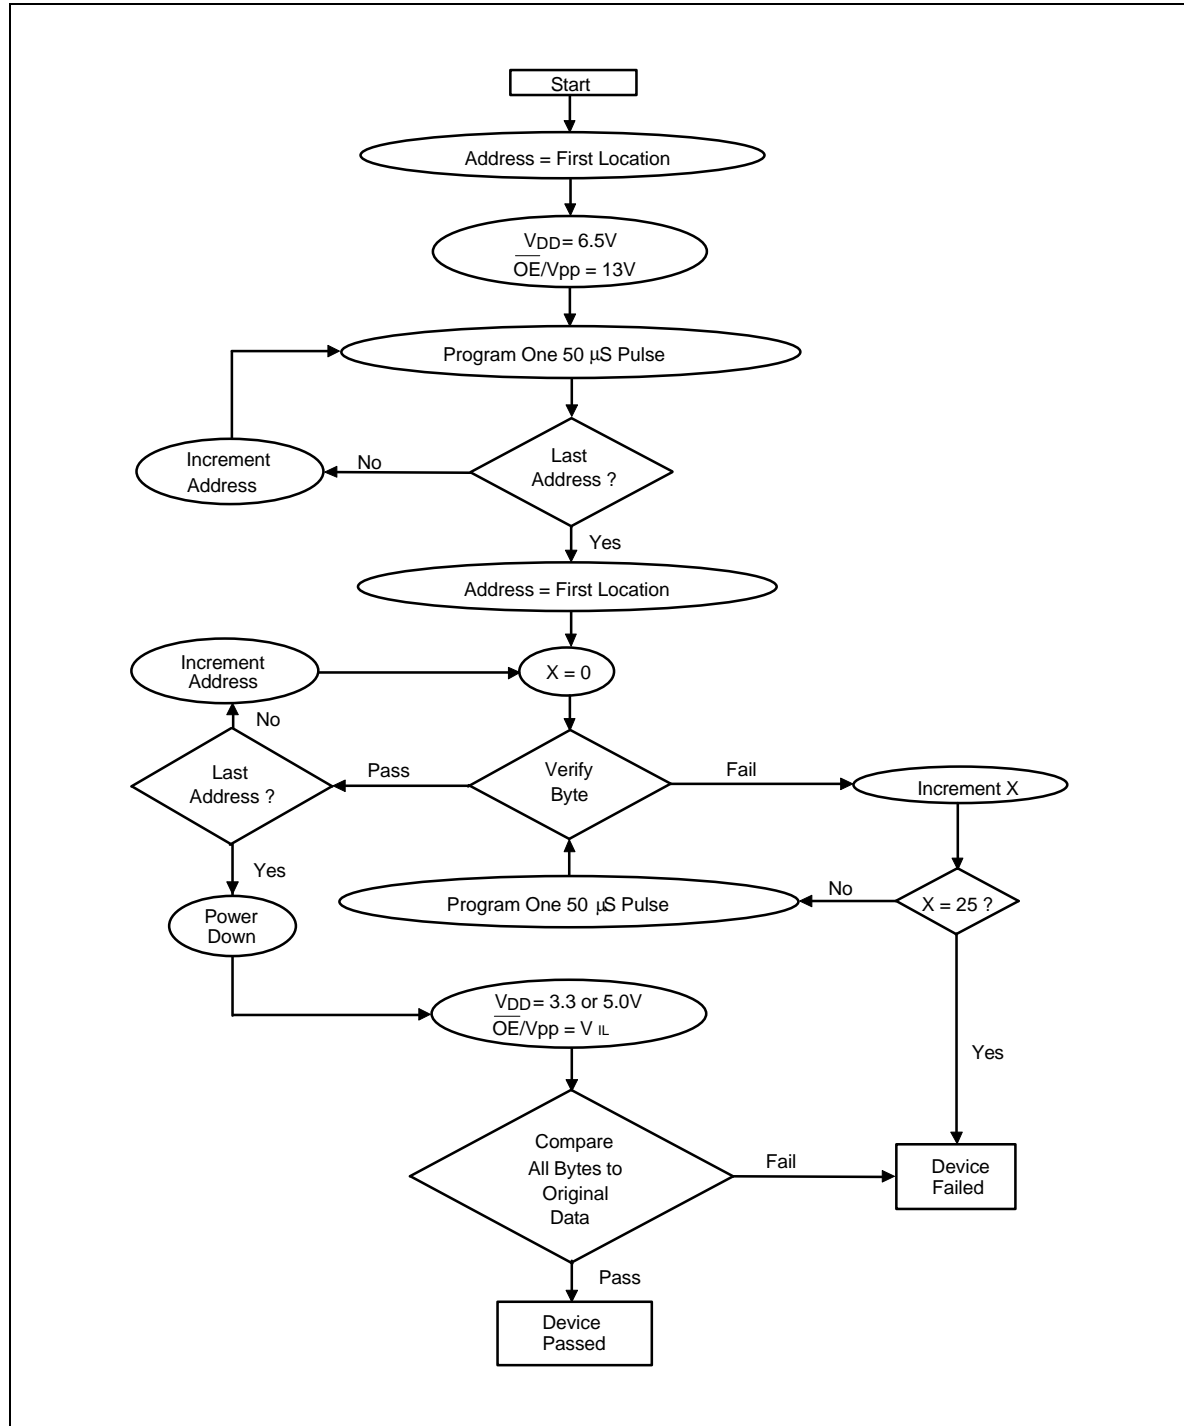 Start
Address = First Location
VDD = 6.5V
OE/Vpp = 13V
Program One 50 µS Pulse
Increment
Address
No
Last
Address ?
Yes
Address = First Location
Increment
Address
X = 0
No
Last
Address ?
Pass
Verify
Byte
Fail
Increment X
Yes
Program One 50 µS Pulse
No
X = 25 ?
Power
Down
VDD = 3.3 or 5.0V
OE/Vpp = V IL
Yes
Compare
All Bytes to
Original
Data
Fail
Device
Failed
Pass
Device
Passed